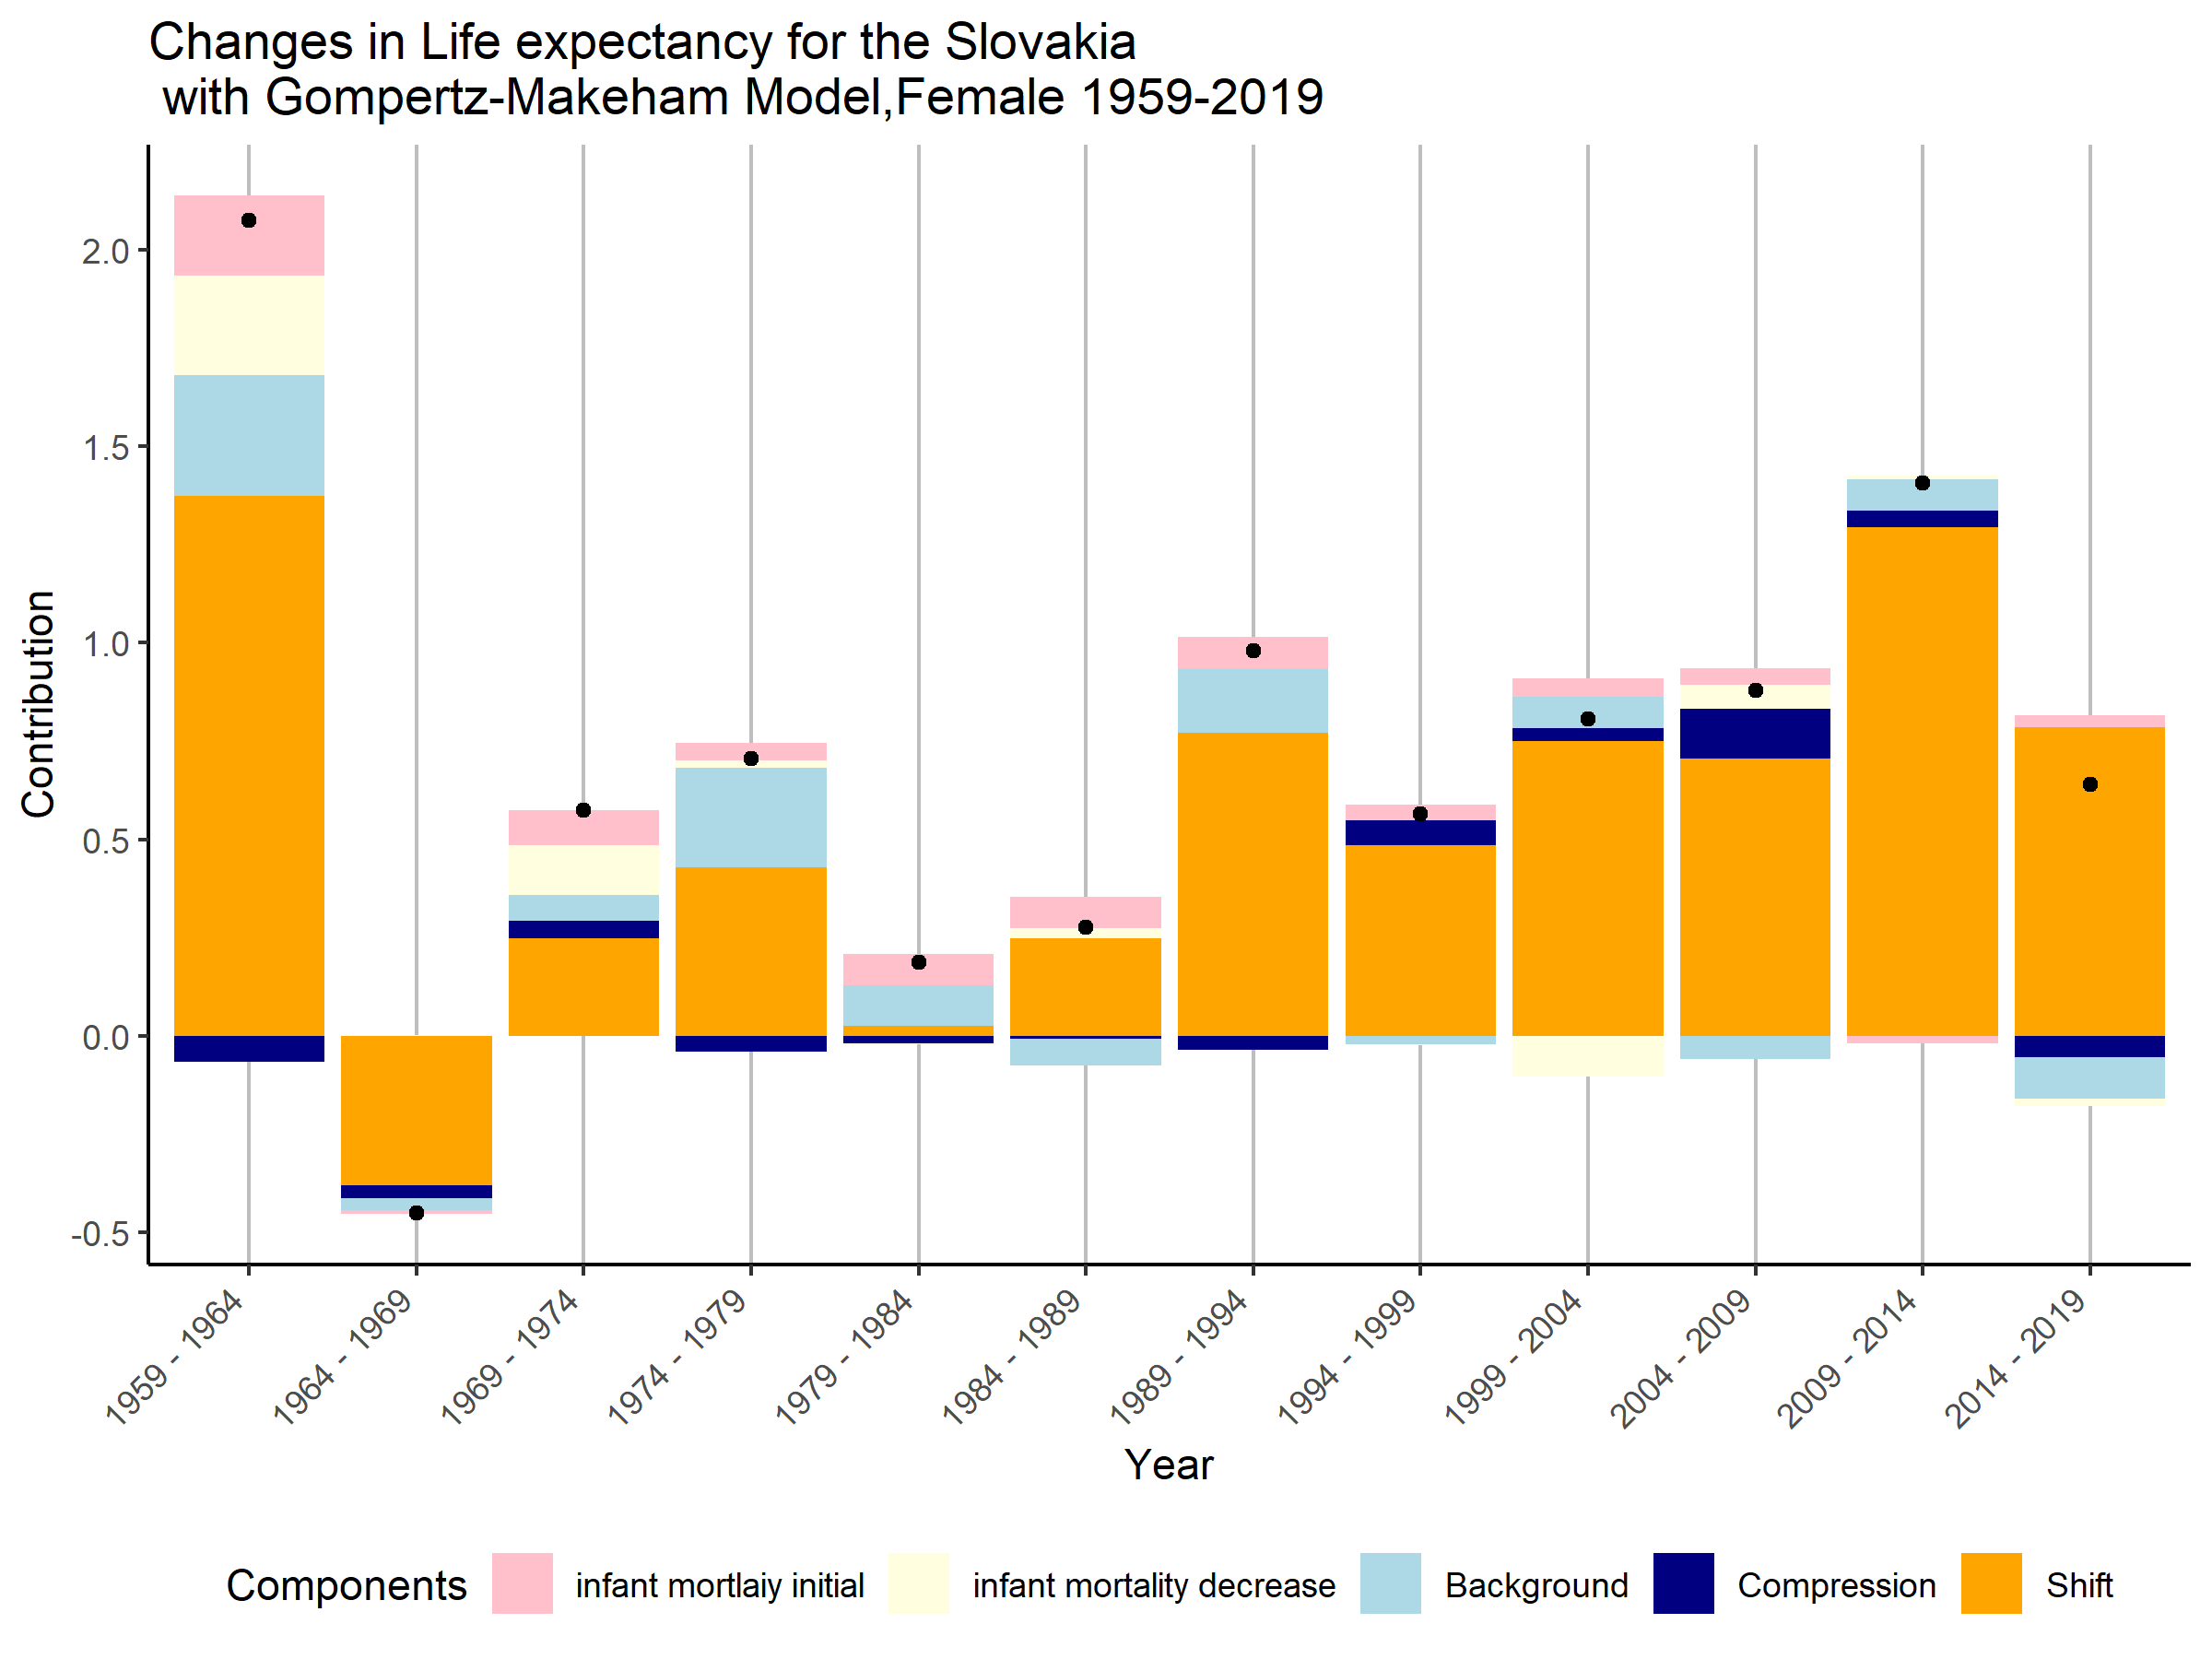 Changes in Life expectancy for the Slovakia
with Gompertz-Makeham Model,Female 1959-2019
Contribution
2.0
1.5
1.0
0.5
0.0
-0.5
1959 - 1964
1964 - 1969
1969 - 1974
1974 - 1979
1979 - 1984
1984 - 1989
1989 - 1994
1994 - 1999
1999 - 2004
2004 - 2009
2009 - 2014
2014 - 2019
Year
Components infant mortlaiy initial infant mortality decrease Background Compression Shift